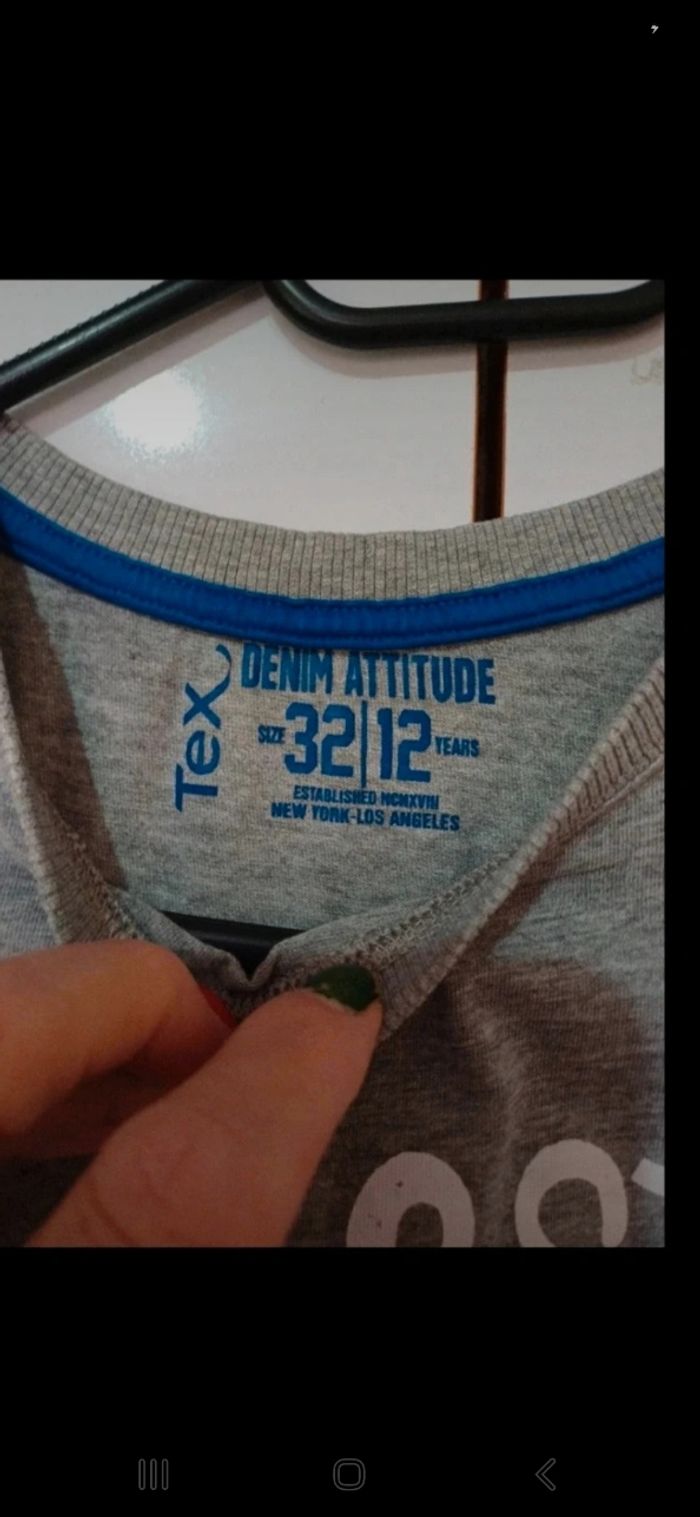 Tex
DENIM ATTITUDE
SIZE 32|12 YEARS
ESTABLISHED MCMXVIII
NEW YORK-LOS ANGELES